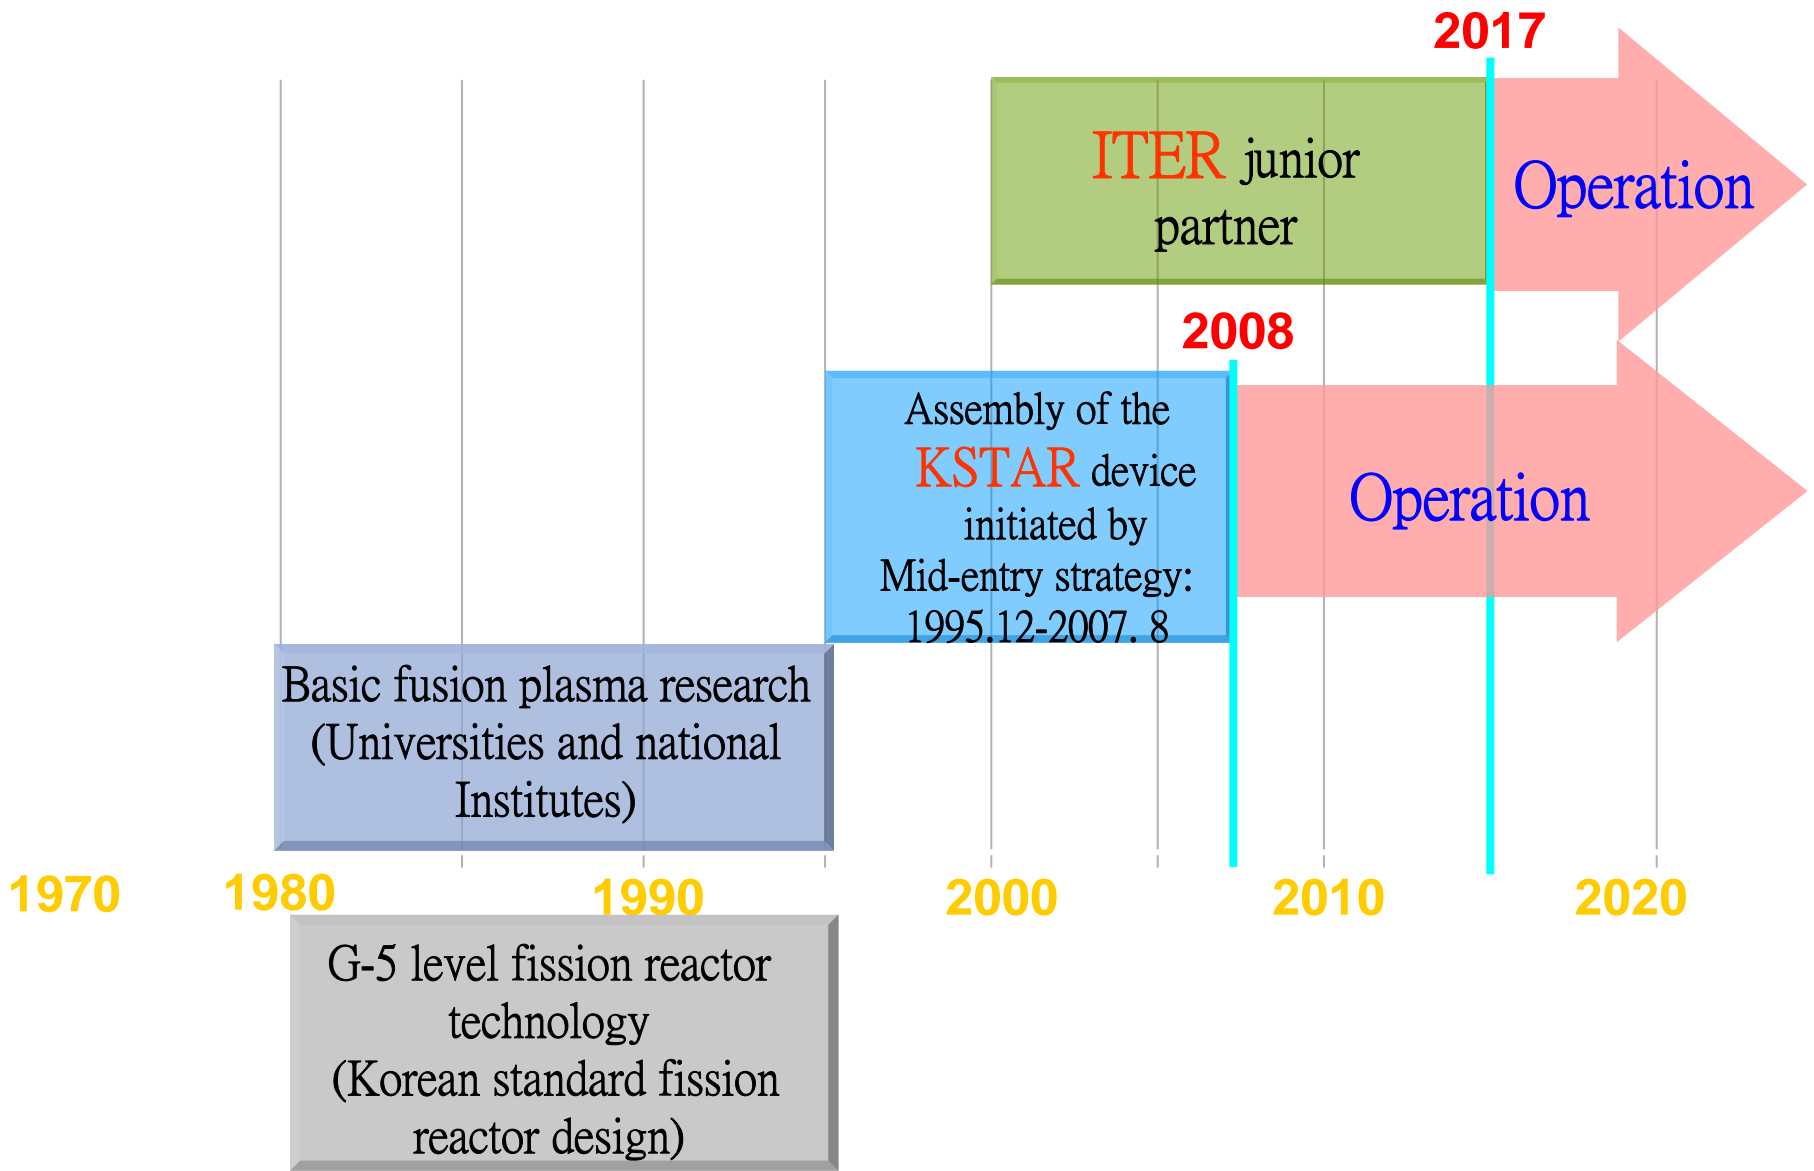 2017
ITER junior
partner
Operation
2008
Assembly of the
KSTAR device
initiated by
Mid-entry strategy:
1995.12-2007. 8
Operation
Basic fusion plasma research
(Universities and national
Institutes)
1970 1980 1990 2000 2010 2020
G-5 level fission reactor
technology
(Korean standard fission
reactor design)